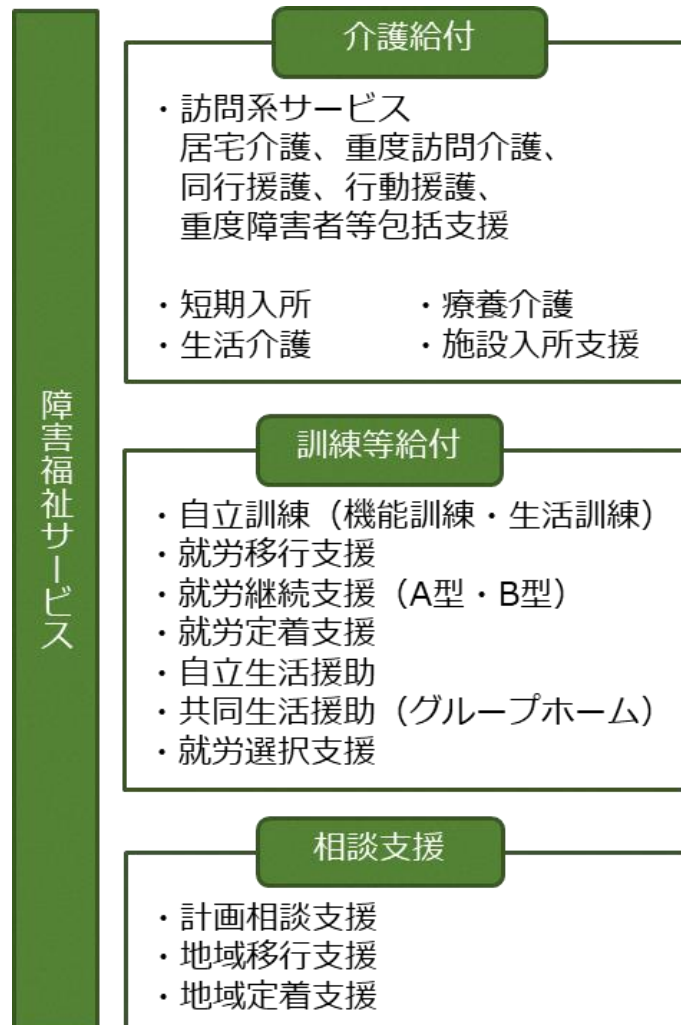 障害福祉サービス
介護給付
・訪問系サービス
居宅介護、重度訪問介護、
同行援護、行動援護、
重度障害者等包括支援
・短期入所 ・療養介護
・生活介護 ・施設入所支援
訓練等給付
・自立訓練（機能訓練・生活訓練）
・就労移行支援
・就労継続支援（A型・B型）
・就労定着支援
・自立生活援助
・共同生活援助（グループホーム）
・就労選択支援
相談支援
・計画相談支援
・地域移行支援
・地域定着支援